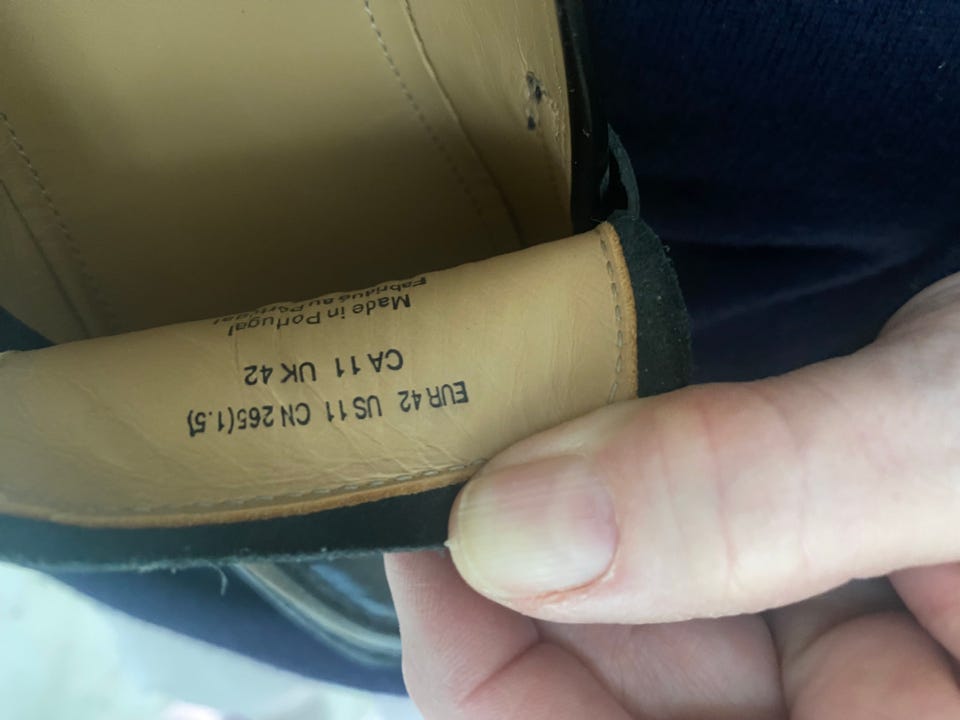 EUR 42 US 11 CN 265(1.5)
CA 11 UK 42
Made in Portugal
Fabriqué au Portugal